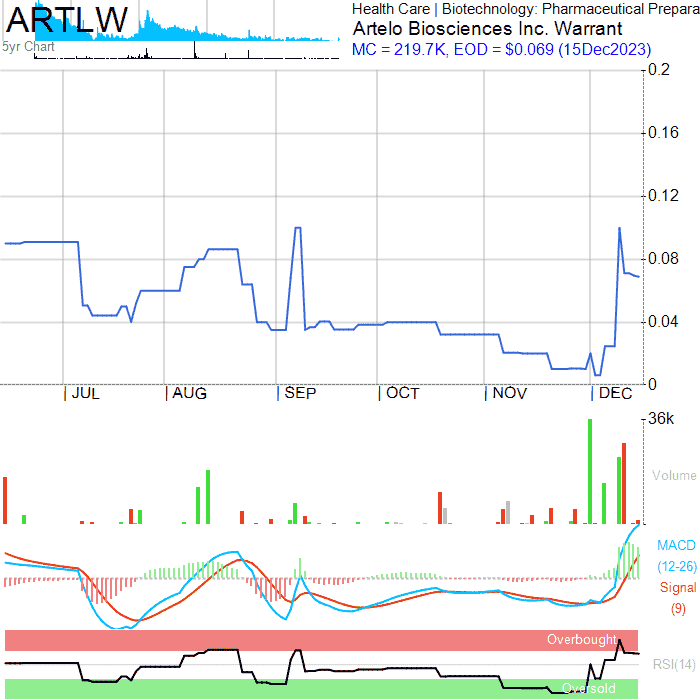 ARTLW
5yr Chart
Health Care | Biotechnology: Pharmaceutical Prepara
Artelo Biosciences Inc. Warrant
MC = 219.7K, EOD = $0.069 (15Dec2023)
0.2
0.16
0.12
0.08
0.04
0
JUL AUG SEP OCT NOV DEC
36k
Volume
MACD
(12-26)
Signal
(9)
Overbought
RSI(14)
Oversold